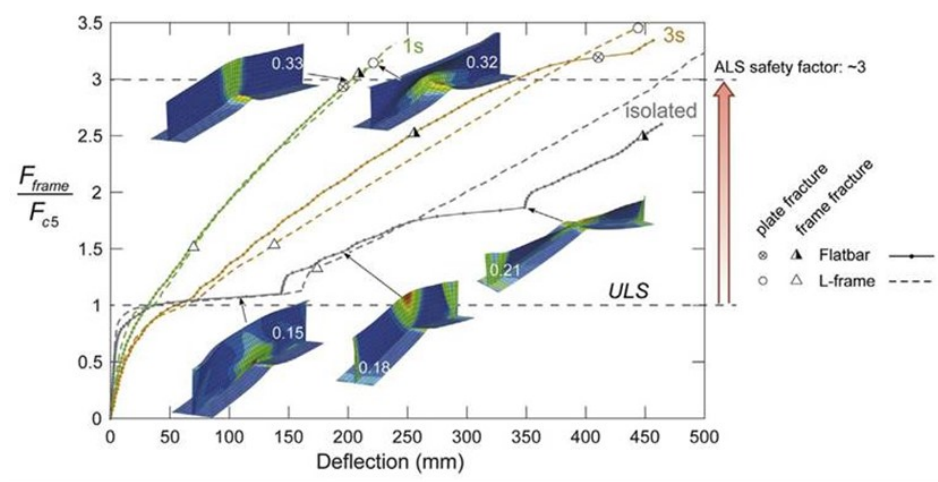 3.5
3
2.5
2
1.5
1
0.5
0
F_frame
F_c5
0 50 100 150 200 250 300 350 400 450 500
Deflection (mm)
1s
3s
isolated
0.33
0.32
0.21
0.15
0.18
ULS
ALS safety factor: ~3
plate fracture
frame fracture
Flatbar
L-frame